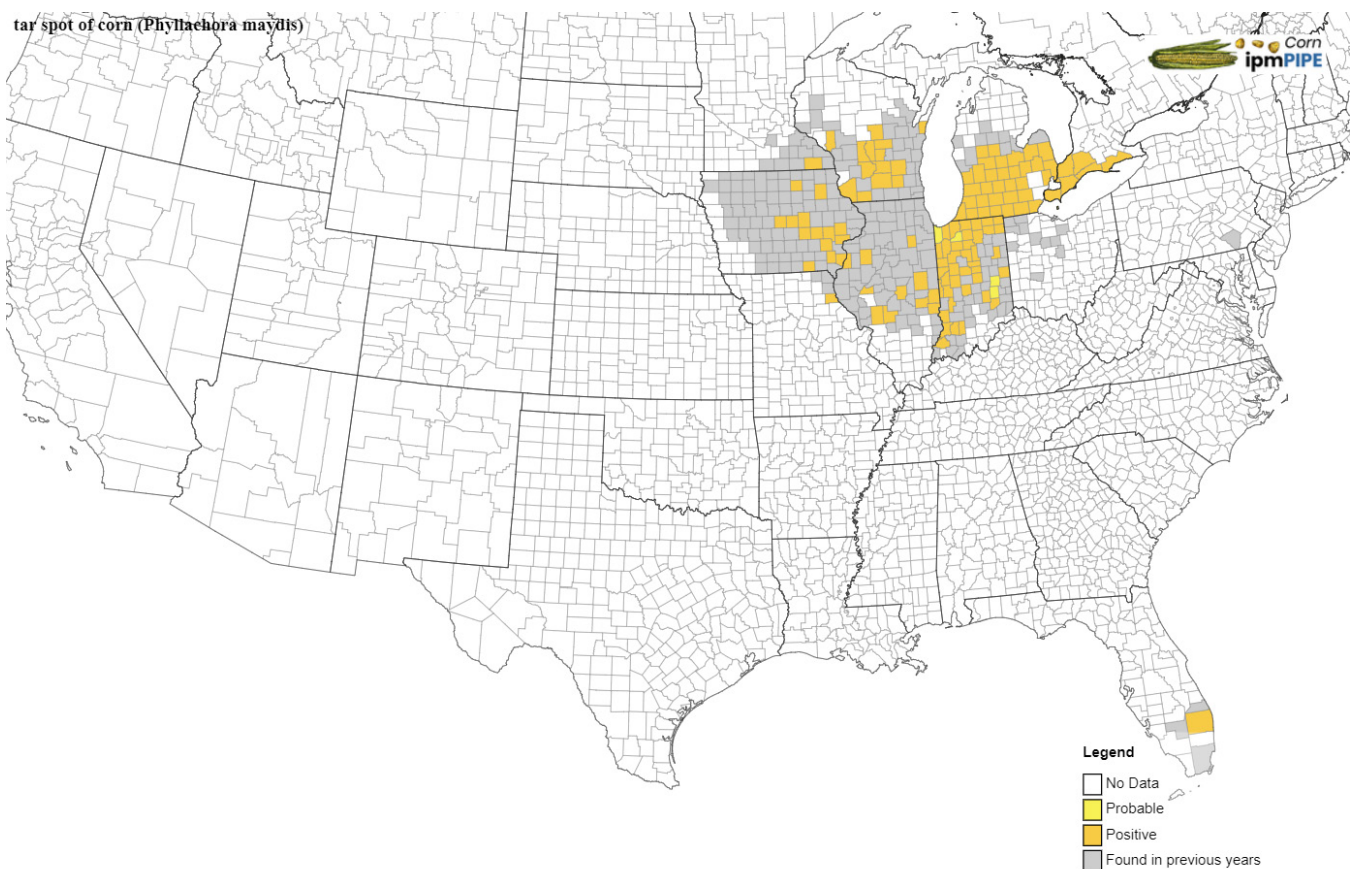 tar spot of corn (Phyllachora maydis)
Corn
ipmPIPE
Legend
No Data
Probable
Positive
Found in previous years